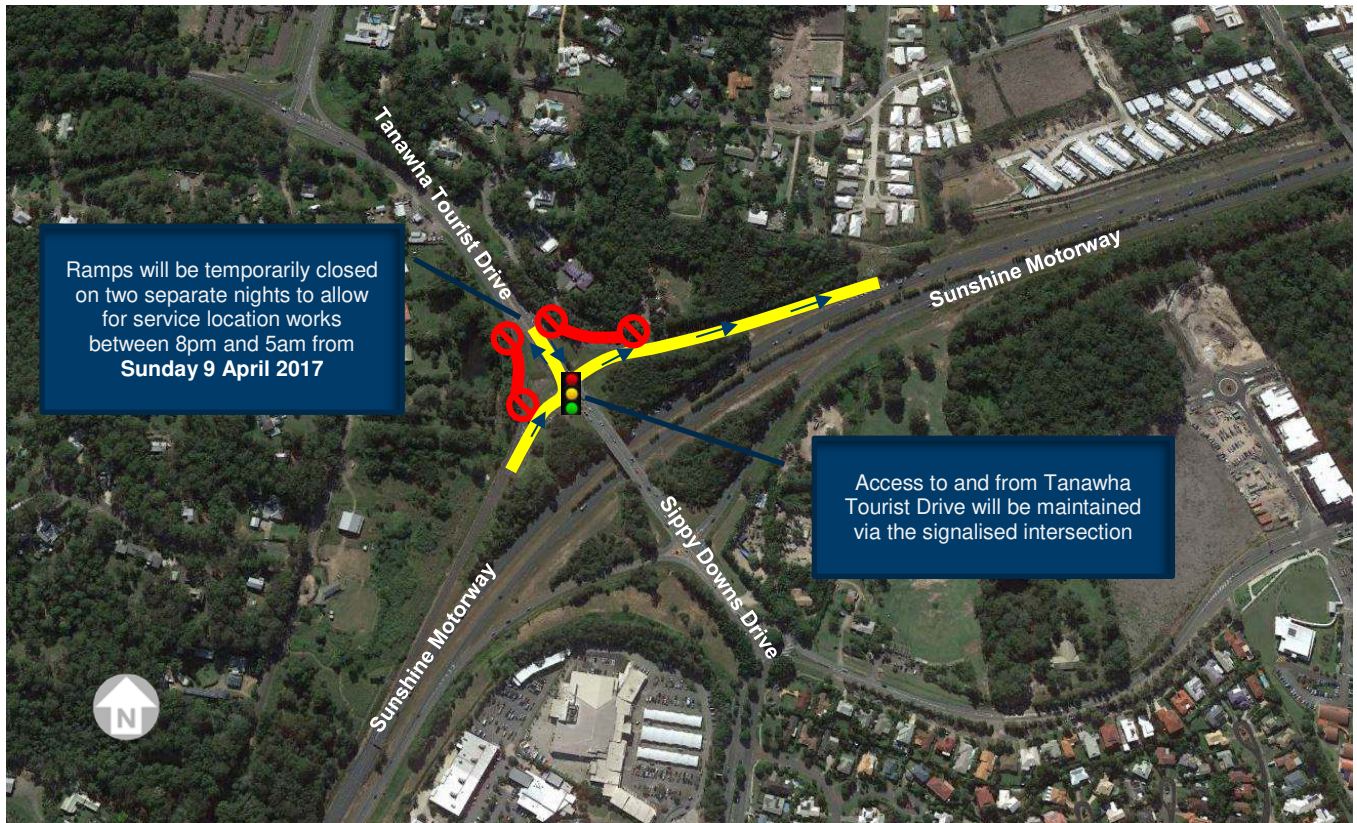 Tanawha Tourist Drive
Ramps will be temporarily closed
on two separate nights to allow
for service location works
between 8pm and 5am from
Sunday 9 April 2017
Sunshine Motorway
Access to and from Tanawha
Tourist Drive will be maintained
via the signalised intersection
Sippy Downs Drive
Sunshine Motorway
N